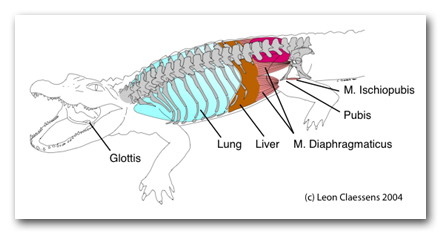 M. Ischiopubis
Pubis
Glottis
Lung
Liver
M. Diaphragmaticus
(c) Leon Claessens 2004